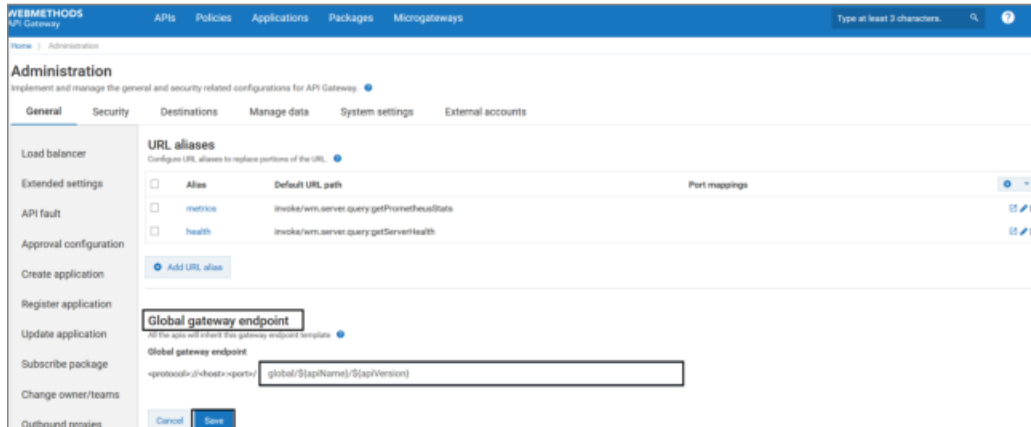 WEBMETHODS
API Gateway
APIs Policies Applications Packages Microgateways
Type at least 3 characters.
Home Administration
Administration
Implement and manage the general and security related configurations for API Gateway.
General Security Destinations Manage data System settings External accounts
Load balancer
Extended settings
API fault
Approval configuration
Create application
Register application
Update application
Subscribe package
Change owner/teams
Outbound proxies
URL aliases
Configure URL aliases to replace portions of the URL.
Alias Default URL path Port mappings
metrics invoke/wm.server.query:getPrometheusStats
health invoke/wm.server.query:getServerHealth
Add URL alias
Global gateway endpoint
All the apis will inherit this gateway endpoint template
Global gateway endpoint
<protocol>://<host>:<port>/ global/${apiName}/${apiVersion}
Cancel Save